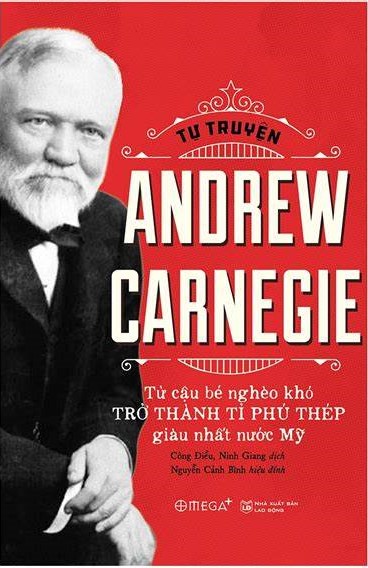 TỰ TRUYỆN
ANDREW
CARNEGIE
Từ cậu bé nghèo khó
TRỞ THÀNH TỈ PHÚ THÉP
giàu nhất nước Mỹ
Công Điều, Ninh Giang dịch
Nguyễn Cảnh Bình hiệu đính
OMEGA+
LĐ
NHÀ XUẤT BẢN
LAO ĐỘNG